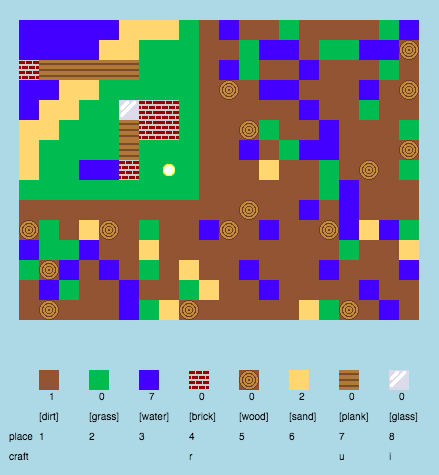 1 0 7 0 0 2 0 0
[dirt] [grass] [water] [brick] [wood] [sand] [plank] [glass]
place 1 2 3 4 5 6 7 8
craft r u i